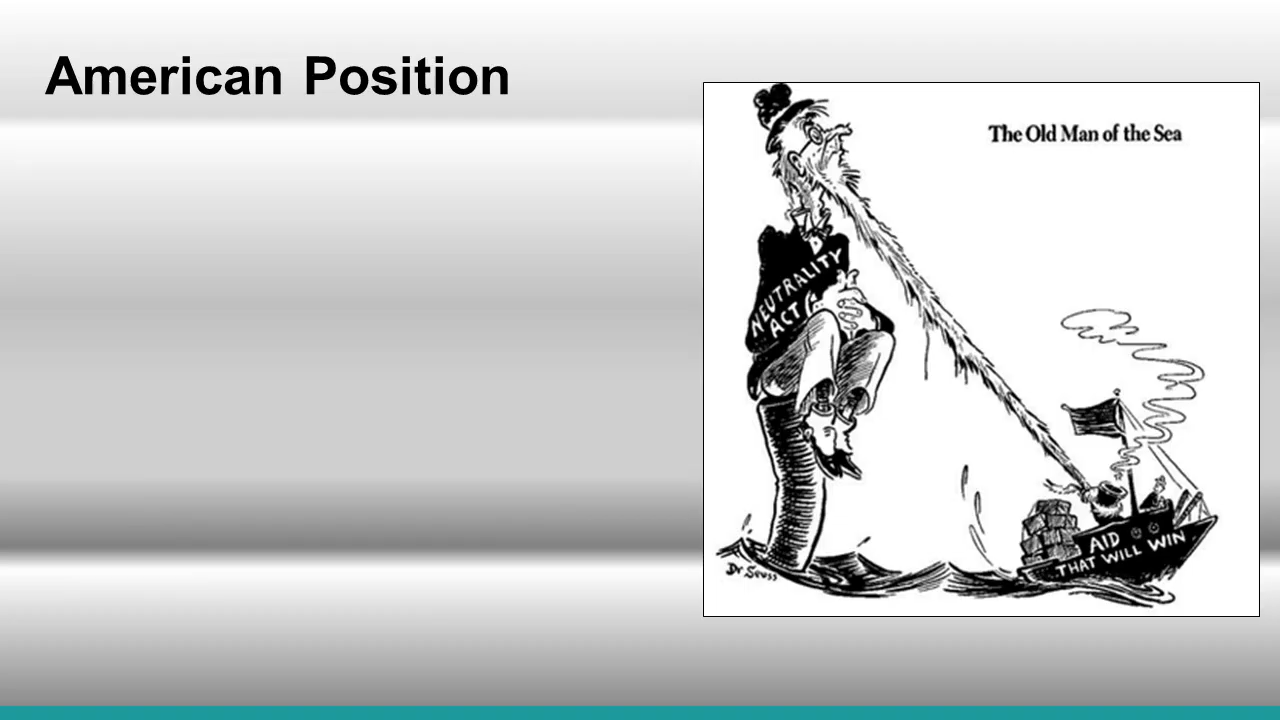 American Position
The Old Man of the Sea
NEUTRALITY
ACT
AID
THAT WILL WIN
Dr Seuss